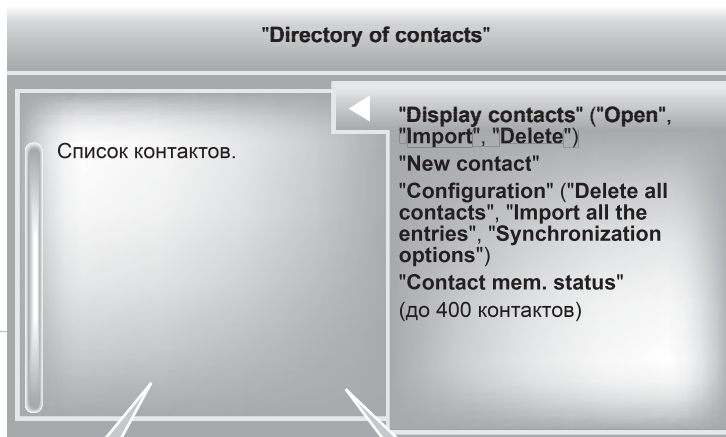 "Directory of contacts"
Список контактов.
"Display contacts" ("Open",
"Import", "Delete")
"New contact"
"Configuration" ("Delete all
contacts", "Import all the
entries", "Synchronization
options")
"Contact mem. status"
(до 400 контактов)